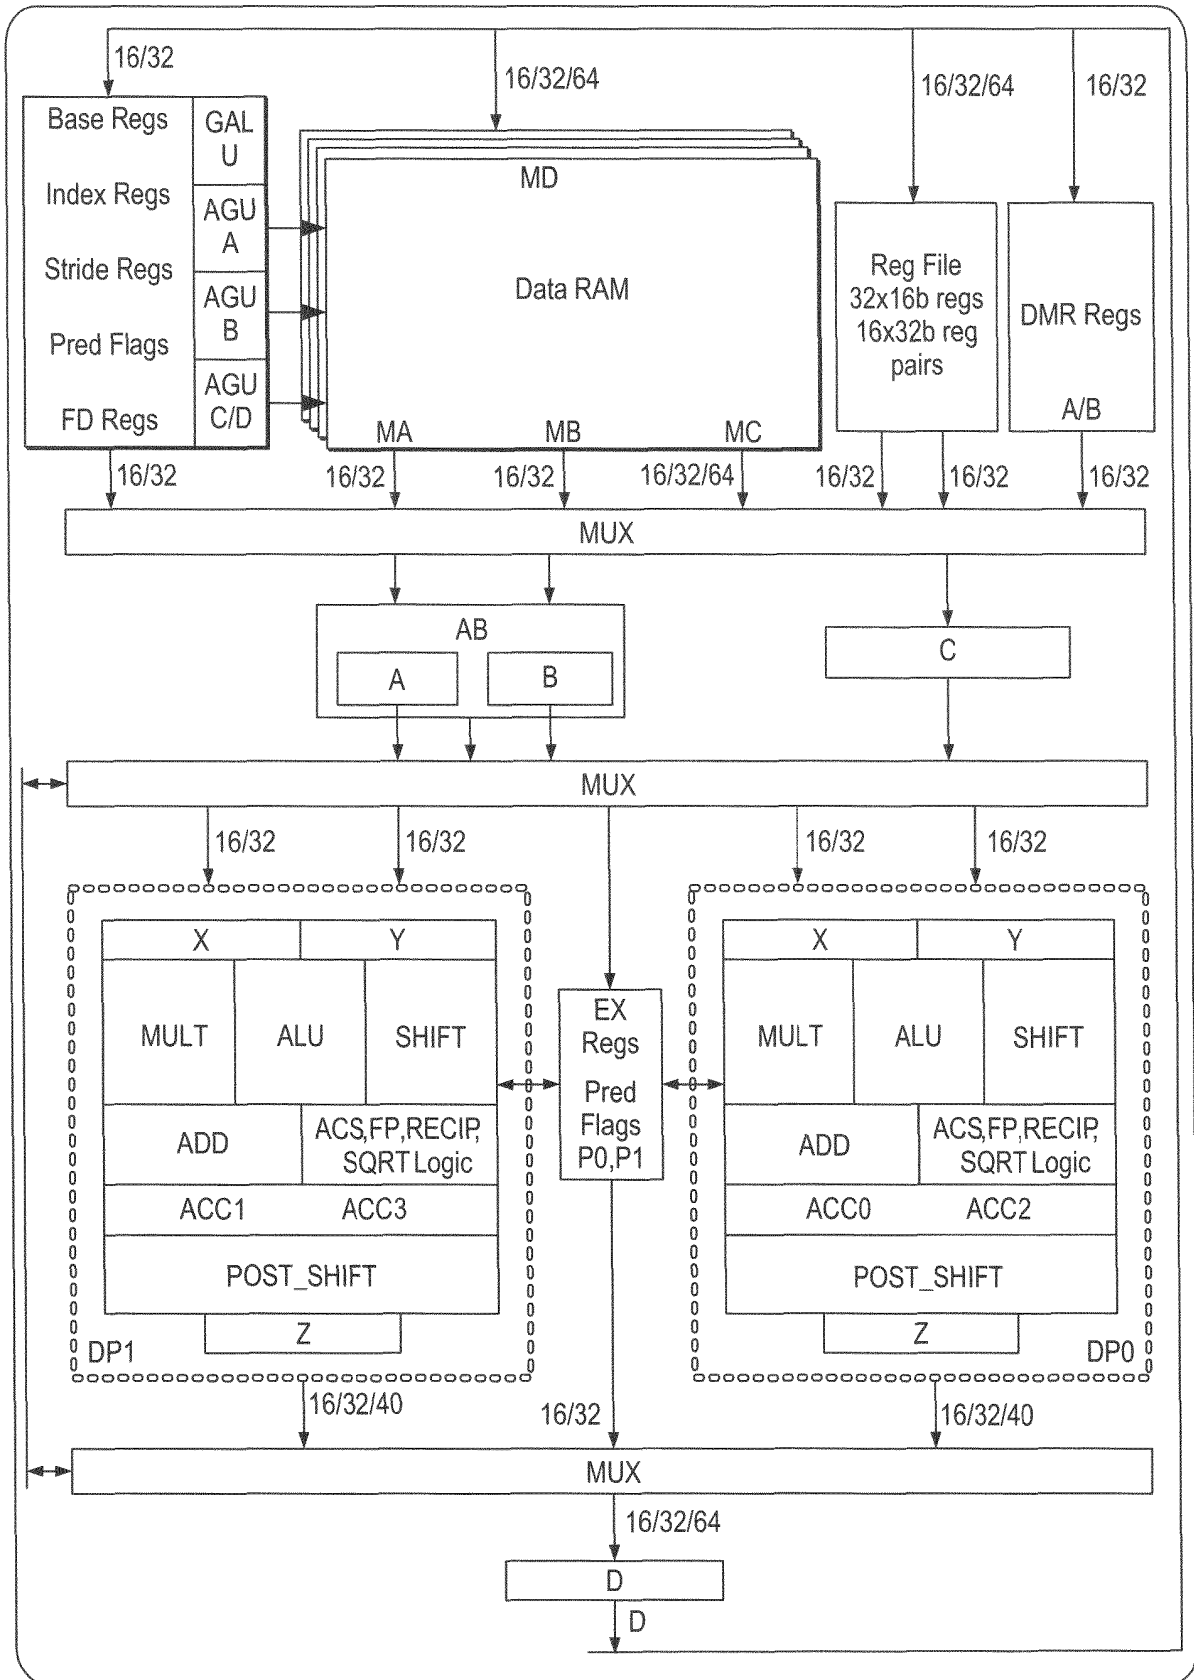 16/32
16/32/64
16/32/64
16/32
Base Regs
Index Regs
Stride Regs
Pred Flags
FD Regs
GAL
U
AGU
A
AGU
B
AGU
C/D
MD
Data RAM
MA
MB
MC
Reg File
32x16b regs
16x32b reg
pairs
DMR Regs
A/B
16/32
16/32
16/32
16/32/64
16/32
16/32
16/32
MUX
AB
A
B
C
MUX
16/32
16/32
16/32
16/32
X
Y
MULT
ALU
SHIFT
ADD
ACS,FP,RECIP,
SQRT Logic
ACC1
ACC3
POST_SHIFT
Z
DP1
EX
Regs
Pred
Flags
P0,P1
X
Y
MULT
ALU
SHIFT
ADD
ACS,FP,RECIP,
SQRT Logic
ACC0
ACC2
POST_SHIFT
Z
DP0
16/32/40
16/32
16/32/40
MUX
16/32/64
D
D